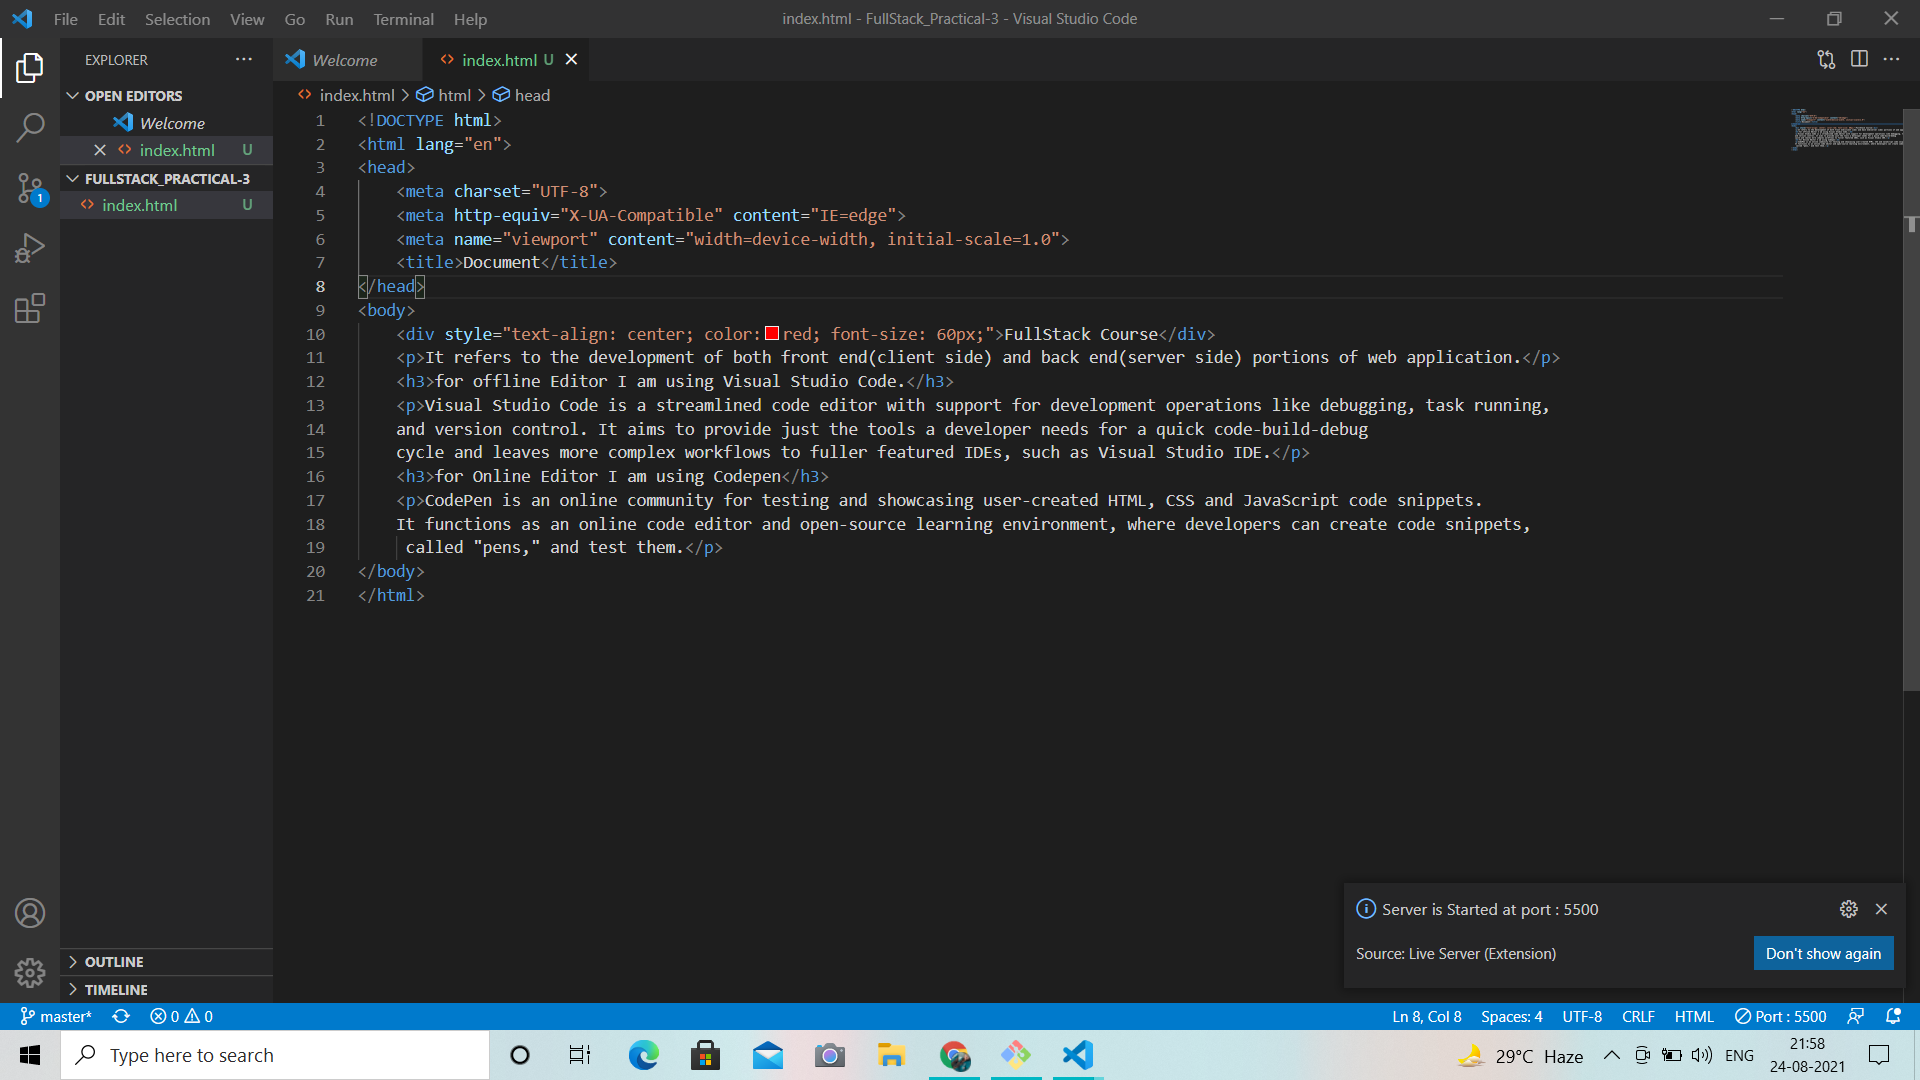 File Edit Selection View Go Run Terminal Help
index.html - FullStack_Practical-3 - Visual Studio Code
EXPLORER
Welcome
index.html U
OPEN EDITORS
Welcome
index.html U
FULLSTACK_PRACTICAL-3
index.html U
index.html > html > head
1 <!DOCTYPE html>
2 <html lang="en">
3 <head>
4 <meta charset="UTF-8">
5 <meta http-equiv="X-UA-Compatible" content="IE=edge">
6 <meta name="viewport" content="width=device-width, initial-scale=1.0">
7 <title>Document</title>
8 </head>
9 <body>
10 <div style="text-align: center; color: red; font-size: 60px;">FullStack Course</div>
11 <p>It refers to the development of both front end(client side) and back end(server side) portions of web application.</p>
12 <h3>for offline Editor I am using Visual Studio Code.</h3>
13 <p>Visual Studio Code is a streamlined code editor with support for development operations like debugging, task running,
14 and version control. It aims to provide just the tools a developer needs for a quick code-build-debug
15 cycle and leaves more complex workflows to fuller featured IDEs, such as Visual Studio IDE.</p>
16 <h3>for Online Editor I am using Codepen</h3>
17 <p>CodePen is an online community for testing and showcasing user-created HTML, CSS and JavaScript code snippets.
18 It functions as an online code editor and open-source learning environment, where developers can create code snippets,
19 called "pens," and test them.</p>
20 </body>
21 </html>
1
Server is Started at port : 5500
Source: Live Server (Extension)
Don't show again
OUTLINE
TIMELINE
master* 0 0
Ln 8, Col 8 Spaces: 4 UTF-8 CRLF HTML Port : 5500
Type here to search
29°C Haze
ENG
21:58
24-08-2021